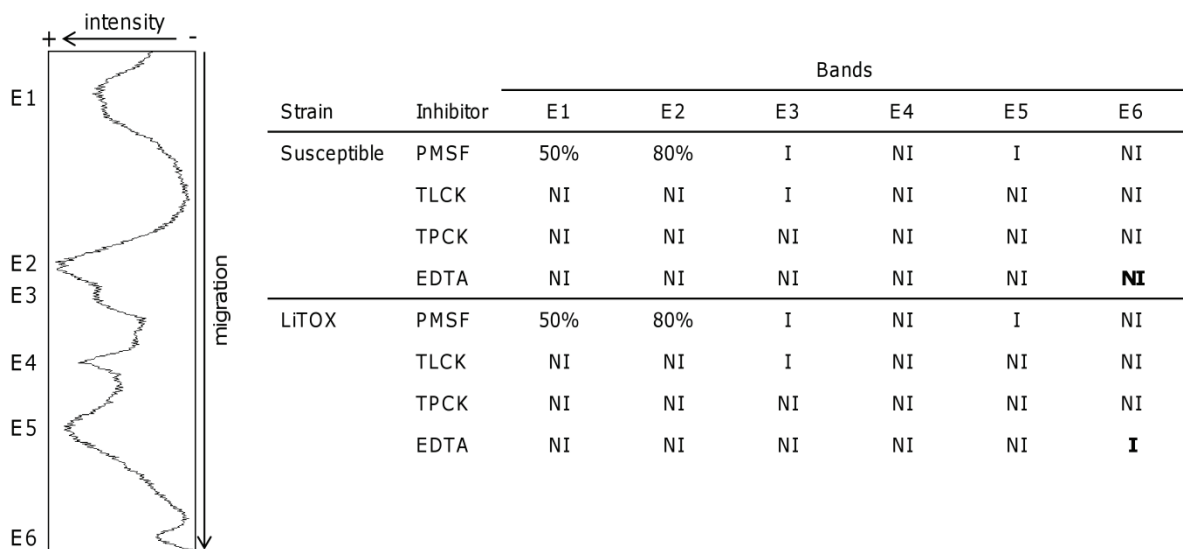 intensity
+ -
E1
E2
E3
E4
E5
E6
migration
Bands
Strain Inhibitor E1 E2 E3 E4 E5 E6
Susceptible PMSF 50% 80% I NI I NI
TLCK NI NI I NI NI NI
TPCK NI NI NI NI NI NI
EDTA NI NI NI NI NI NI
LiTOX PMSF 50% 80% I NI I NI
TLCK NI NI I NI NI NI
TPCK NI NI NI NI NI NI
EDTA NI NI NI NI NI I